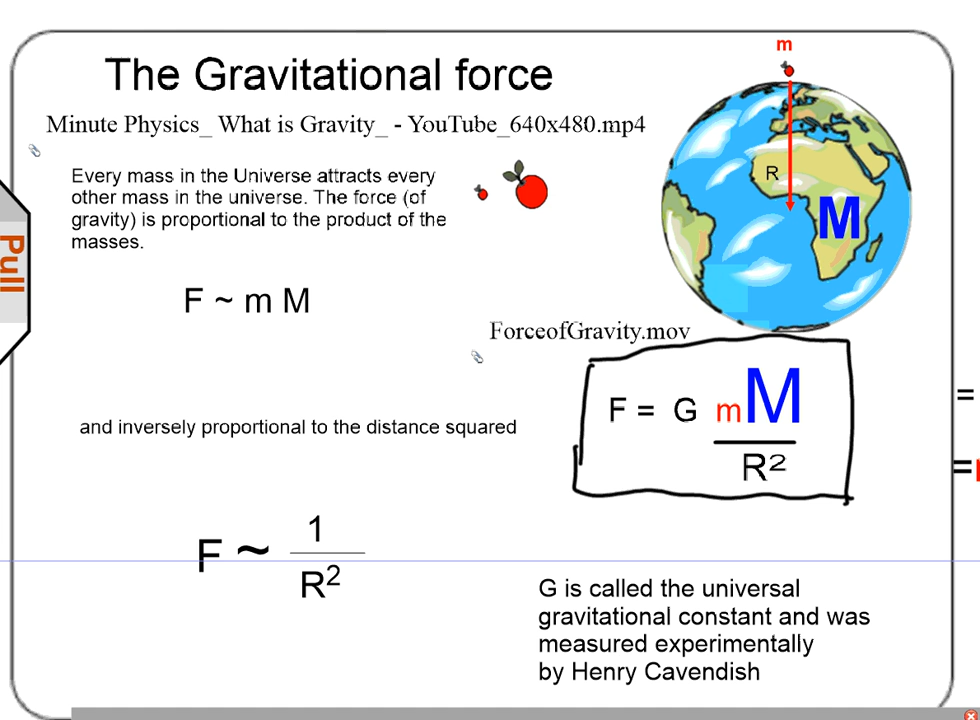 The Gravitational force
Minute Physics_ What is Gravity_ - YouTube_640x480.mp4
Every mass in the Universe attracts every
other mass in the universe. The force (of
gravity) is proportional to the product of the
masses.
F ~ m M
m
R
M
Pull
ForceofGravity.mov
F = G mM
R²
and inversely proportional to the distance squared
F ~ 1
R²
=
=
G is called the universal
gravitational constant and was
measured experimentally
by Henry Cavendish